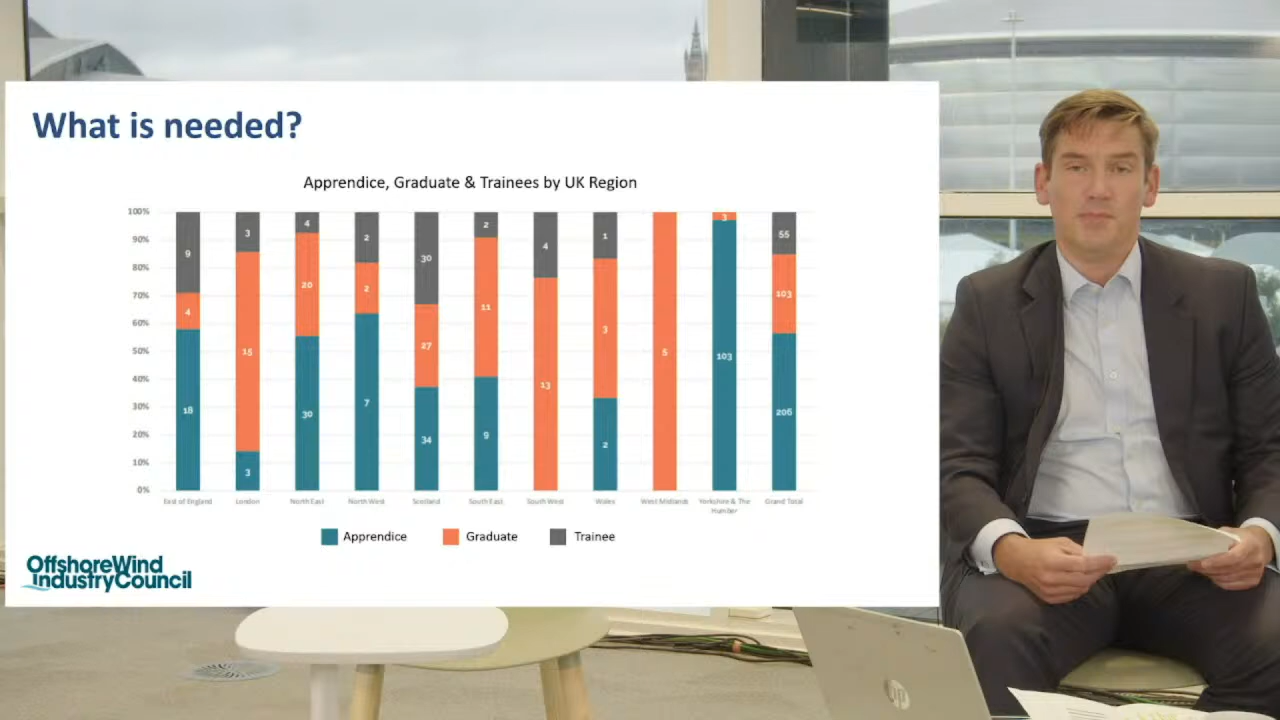 What is needed?
Apprendice, Graduate & Trainees by UK Region
100%
90%
80%
70%
60%
50%
40%
30%
20%
10%
0%
9
4
18
3
15
3
4
20
30
2
2
7
30
27
34
2
11
9
4
13
1
3
2
5
3
103
55
103
206
East of England
London
North East
North West
Scotland
South East
South West
Wales
West Midlands
Yorkshire & The
Humber
Grand Total
Apprendice
Graduate
Trainee
OffshoreWind
IndustryCouncil
hp